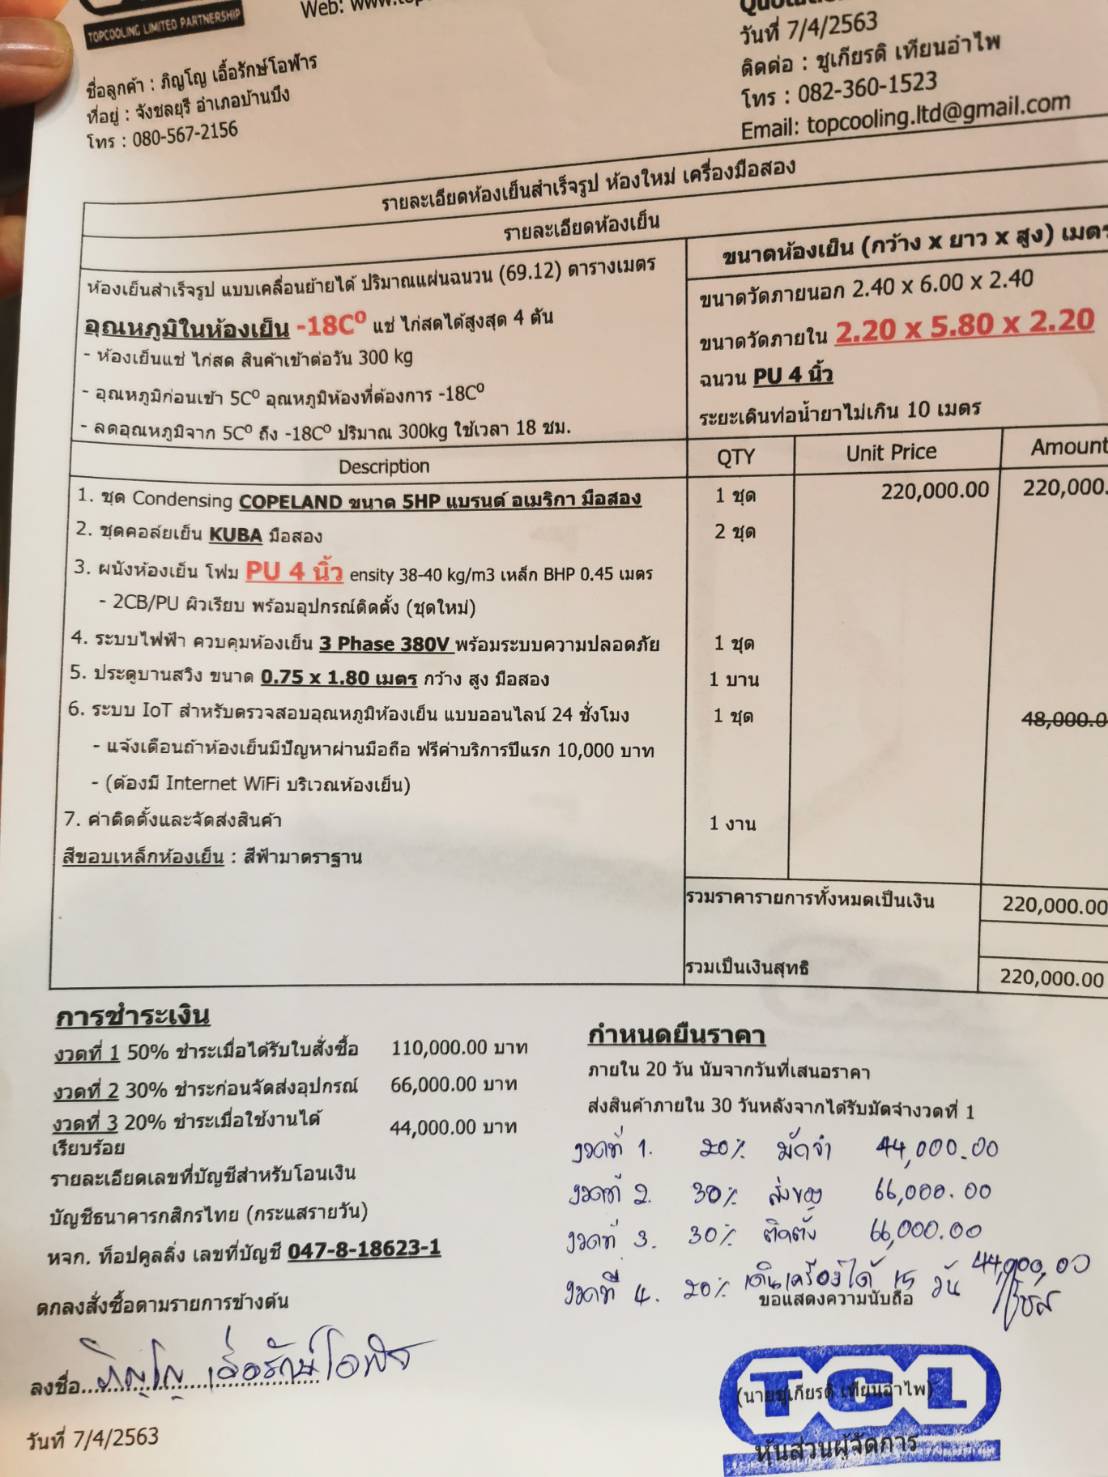 TOPCOOLING LIMITED PARTNERSHIP
Web:
ชื่อลูกค้า : ภิญโญ เอื้อรักษ์โอฬาร
ที่อยู่ : จังชลบุรี อำเภอบ้านบึง
โทร : 080-567-2156
วันที่ 7/4/2563
ติดต่อ : ชูเกียรติ เทียนอำไพ
โทร : 082-360-1523
Email: topcooling.ltd@gmail.com
รายละเอียดห้องเย็นสำเร็จรูป ห้องใหม่ เครื่องมือสอง
รายละเอียดห้องเย็น
ขนาดห้องเย็น (กว้าง x ยาว x สูง) เมตร
ห้องเย็นสำเร็จรูป แบบเคลื่อนย้ายได้ ปริมาณแผ่นฉนวน (69.12) ตารางเมตร
ขนาดวัดภายนอก 2.40 x 6.00 x 2.40
อุณหภูมิในห้องเย็น -18C⁰ แช่ ไก่สดได้สูงสุด 4 ตัน
ขนาดวัดภายใน 2.20 x 5.80 x 2.20
- ห้องเย็นแช่ ไก่สด สินค้าเข้าต่อวัน 300 kg
ฉนวน PU 4 นิ้ว
- อุณหภูมิก่อนเข้า 5C⁰ อุณหภูมิห้องที่ต้องการ -18C⁰
ระยะเดินท่อน้ำยาไม่เกิน 10 เมตร
- ลดอุณหภูมิจาก 5C⁰ ถึง -18C⁰ ปริมาณ 300kg ใช้เวลา 18 ชม.
Description QTY Unit Price Amount
1. ชุด Condensing COPELAND ขนาด 5HP แบรนด์ อเมริกา มือสอง 1 ชุด 220,000.00 220,000.
2. ชุดคอล์ยเย็น KUBA มือสอง 2 ชุด
3. ผนังห้องเย็น โฟม PU 4 นิ้ว ensity 38-40 kg/m3 เหล็ก BHP 0.45 เมตร
- 2CB/PU ผิวเรียบ พร้อมอุปกรณ์ติดตั้ง (ชุดใหม่)
4. ระบบไฟฟ้า ควบคุมห้องเย็น 3 Phase 380V พร้อมระบบความปลอดภัย 1 ชุด
5. ประตูบานสวิง ขนาด 0.75 x 1.80 เมตร กว้าง สูง มือสอง 1 บาน
6. ระบบ IoT สำหรับตรวจสอบอุณหภูมิห้องเย็น แบบออนไลน์ 24 ชั่งโมง 1 ชุด 48,000.0
- แจ้งเตือนถ้าห้องเย็นมีปัญหาผ่านมือถือ ฟรีค่าบริการปีแรก 10,000 บาท
- (ต้องมี Internet WiFi บริเวณห้องเย็น)
7. ค่าติดตั้งและจัดส่งสินค้า 1 งาน
สีขอบเหล็กห้องเย็น : สีฟ้ามาตราฐาน
รวมราคารายการทั้งหมดเป็นเงิน 220,000.00
รวมเป็นเงินสุทธิ 220,000.00
การชำระเงิน
งวดที่ 1 50% ชำระเมื่อได้รับใบสั่งซื้อ 110,000.00 บาท
งวดที่ 2 30% ชำระก่อนจัดส่งอุปกรณ์ 66,000.00 บาท
งวดที่ 3 20% ชำระเมื่อใช้งานได้
เรียบร้อย 44,000.00 บาท
รายละเอียดเลขที่บัญชีสำหรับโอนเงิน
บัญชีธนาคารกสิกรไทย (กระแสรายวัน)
หจก. ท็อปคูลลิ่ง เลขที่บัญชี 047-8-18623-1
ตกลงสั่งซื้อตามรายการข้างต้น
กำหนดยืนราคา
ภายใน 20 วัน นับจากวันที่เสนอราคา
ส่งสินค้าภายใน 30 วันหลังจากได้รับมัดจำงวดที่ 1
งวดที่ 1. 20% มัดจำ 44,000.00
งวดที่ 2. 30% ส่งของ 66,000.00
งวดที่ 3. 30% ติดตั้ง 66,000.00
งวดที่ 4. 20% เดินเครื่องได้ 15 วัน 44,000.00
ขอแสดงความนับถือ
ลงชื่อ ภิญโญ เอื้อรักษ์โอฬาร
วันที่ 7/4/2563
TCL
(นายชูเกียรติ เทียนอำไพ)
หุ้นส่วนผู้จัดการ